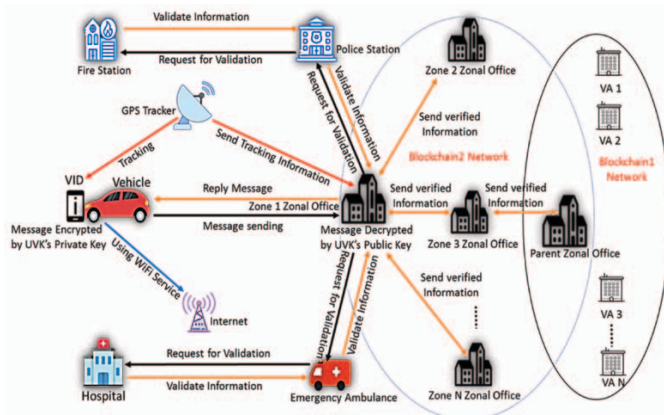 Validate Information
Fire Station
Request for Validation
Police Station
Zone 2 Zonal Office
VA 1
VA 2
Blockchain1
Network
GPS Tracker
Tracking
Send Tracking Information
Request for Validation
Validate Information
Send verified
Information
Blockchain2 Network
VID
Vehicle
Reply Message
Zone 1 Zonal Office
Message sending
Message Encrypted
by UVK's Private Key
Message Decrypted
by UVK's Public Key
Send verified
Information
Zone 3 Zonal Office
Send verified
Information
Parent Zonal Office
Using WiFi Service
Internet
Request for Validation
Validate Information
Send verified
Information
VA 3
VA N
Hospital
Request for Validation
Validate Information
Emergency Ambulance
Zone N Zonal Office